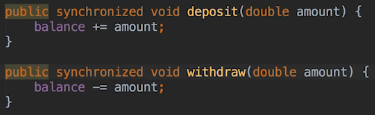 public synchronized void deposit(double amount) {
balance += amount;
}
public synchronized void withdraw(double amount) {
balance -= amount;
}